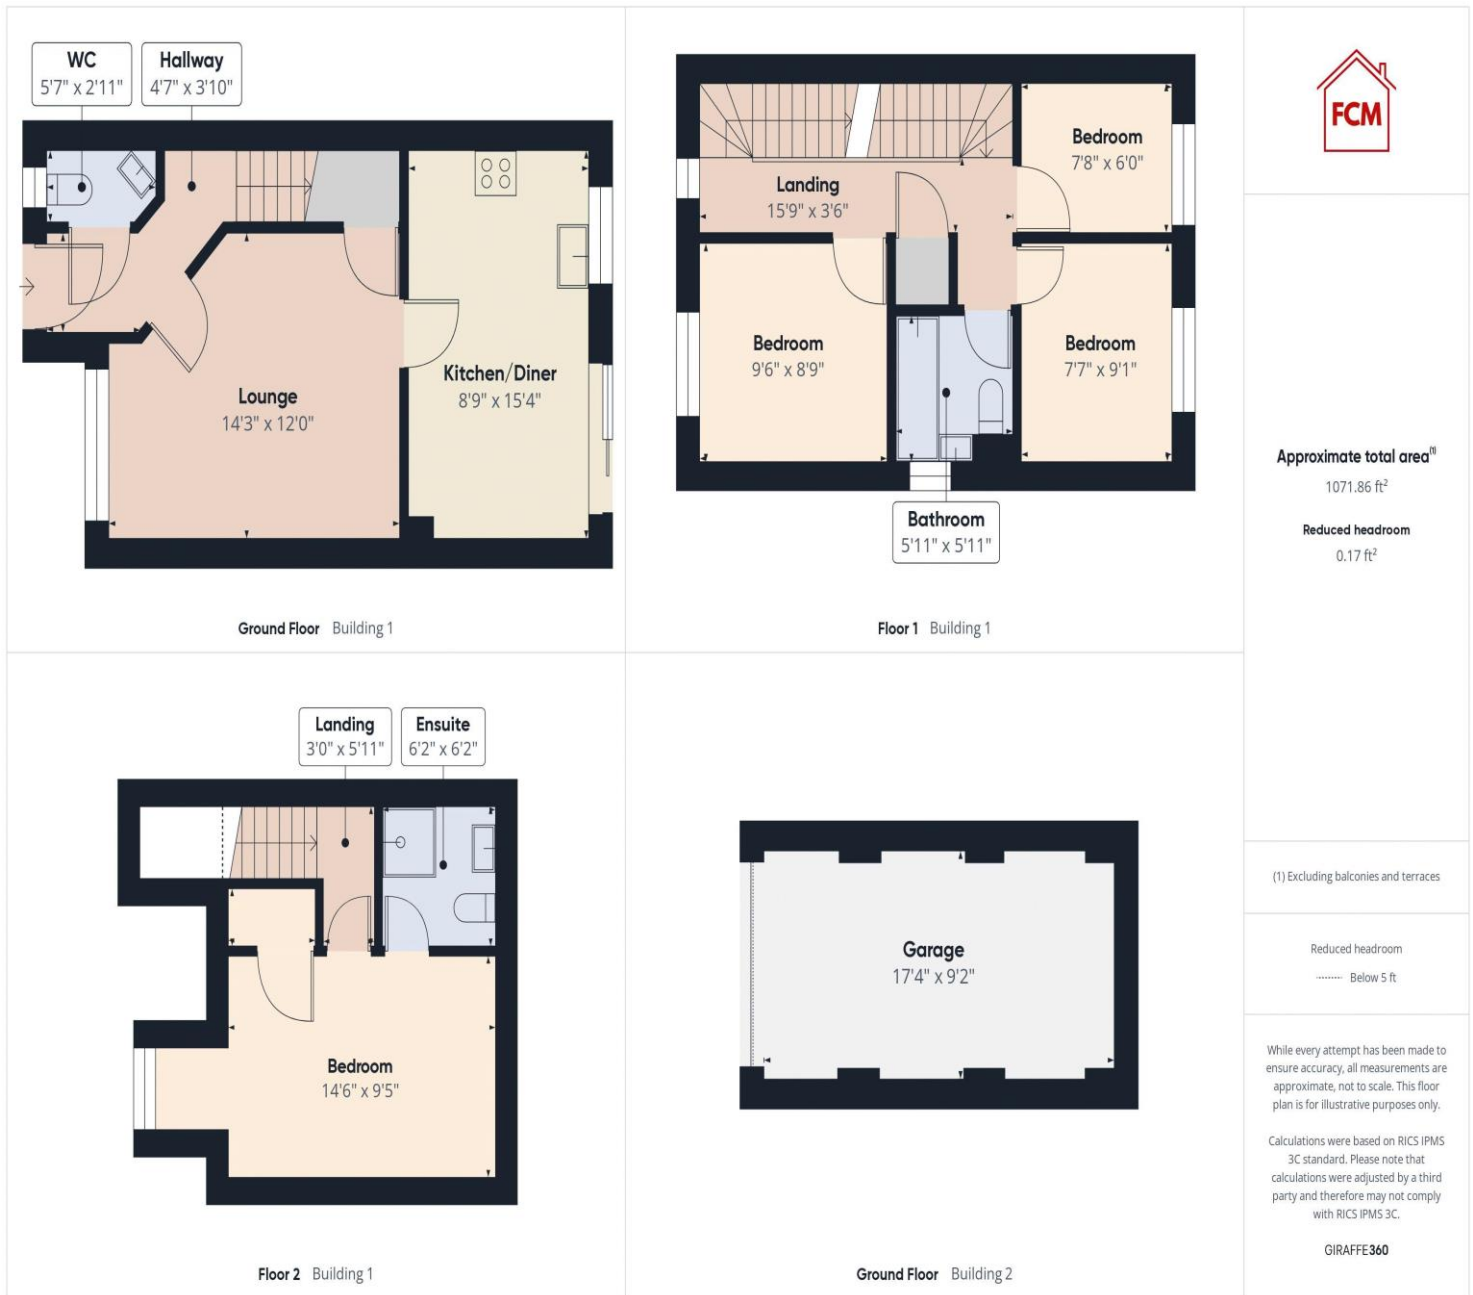 WC
5'7" x 2'11"
Hallway
4'7" x 3'10"
Lounge
14'3" x 12'0"
Kitchen/Diner
8'9" x 15'4"
Ground Floor Building 1
Landing
15'9" x 3'6"
Bedroom
7'8" x 6'0"
Bedroom
9'6" x 8'9"
Bedroom
7'7" x 9'1"
Bathroom
5'11" x 5'11"
Floor 1 Building 1
Landing
3'0" x 5'11"
Ensuite
6'2" x 6'2"
Bedroom
14'6" x 9'5"
Floor 2 Building 1
Garage
17'4" x 9'2"
Ground Floor Building 2
FCM
Approximate total area⁽¹⁾
1071.86 ft²
Reduced headroom
0.17 ft²
(1) Excluding balconies and terraces
Reduced headroom
Below 5 ft
While every attempt has been made to
ensure accuracy, all measurements are
approximate, not to scale. This floor
plan is for illustrative purposes only.
Calculations were based on RICS IPMS
3C standard. Please note that
calculations were adjusted by a third
party and therefore may not comply
with RICS IPMS 3C.
GIRAFFE360